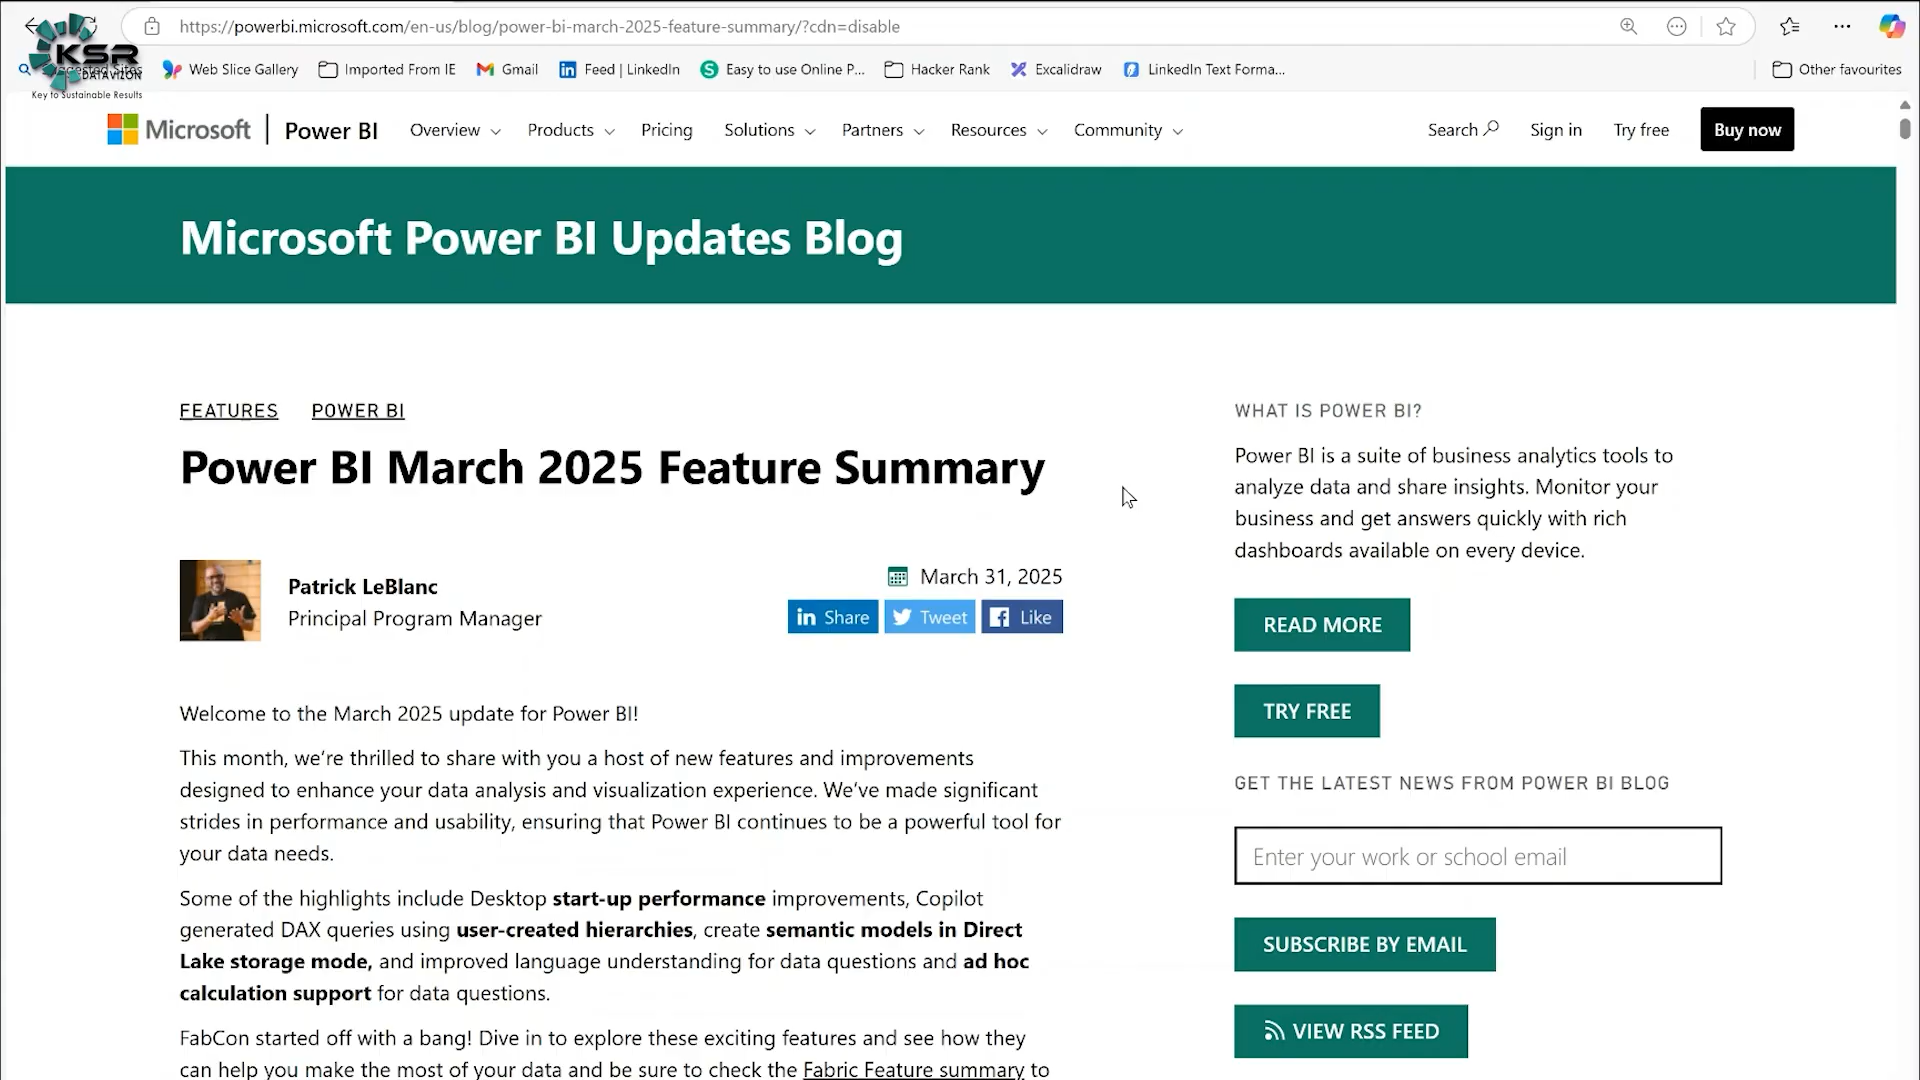 https://powerbi.microsoft.com/en-us/blog/power-bi-march-2025-feature-summary/?cdn=disable
KSR
DATAVIZON
Key to Sustainable Results
Web Slice Gallery
Imported From IE
Gmail
Feed | LinkedIn
Easy to use Online P...
Hacker Rank
Excalidraw
LinkedIn Text Forma...
Other favourites
Microsoft
Power BI
Overview
Products
Pricing
Solutions
Partners
Resources
Community
Search
Sign in
Try free
Buy now
Microsoft Power BI Updates Blog
FEATURES
POWER BI
Power BI March 2025 Feature Summary
Patrick LeBlanc
Principal Program Manager
March 31, 2025
Share
Tweet
Like
Welcome to the March 2025 update for Power BI!
This month, we’re thrilled to share with you a host of new features and improvements
designed to enhance your data analysis and visualization experience. We’ve made significant
strides in performance and usability, ensuring that Power BI continues to be a powerful tool for
your data needs.
Some of the highlights include Desktop start-up performance improvements, Copilot
generated DAX queries using user-created hierarchies, create semantic models in Direct
Lake storage mode, and improved language understanding for data questions and ad hoc
calculation support for data questions.
FabCon started off with a bang! Dive in to explore these exciting features and see how they
can help you make the most of your data and be sure to check the Fabric Feature summary to
WHAT IS POWER BI?
Power BI is a suite of business analytics tools to
analyze data and share insights. Monitor your
business and get answers quickly with rich
dashboards available on every device.
READ MORE
TRY FREE
GET THE LATEST NEWS FROM POWER BI BLOG
Enter your work or school email
SUBSCRIBE BY EMAIL
VIEW RSS FEED